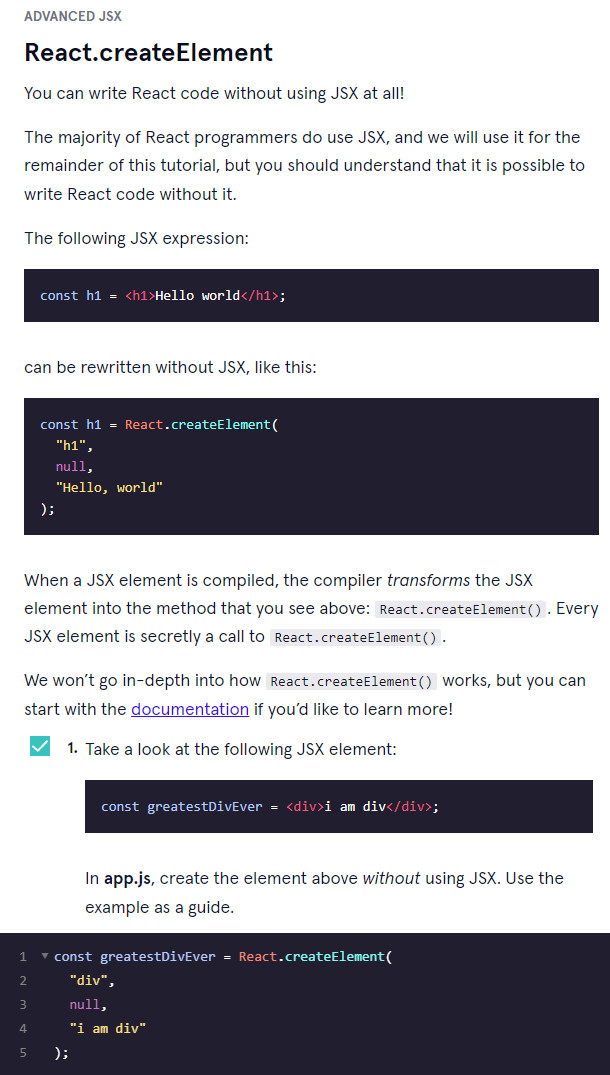 ADVANCED JSX
React.createElement
You can write React code without using JSX at all!
The majority of React programmers do use JSX, and we will use it for the
remainder of this tutorial, but you should understand that it is possible to
write React code without it.
The following JSX expression:
const h1 = <h1>Hello world</h1>;
can be rewritten without JSX, like this:
const h1 = React.createElement(
"h1",
null,
"Hello, world"
);
When a JSX element is compiled, the compiler transforms the JSX
element into the method that you see above: React.createElement() . Every
JSX element is secretly a call to React.createElement() .
We won’t go in-depth into how React.createElement() works, but you can
start with the documentation if you’d like to learn more!
1. Take a look at the following JSX element:
const greatestDivEver = <div>i am div</div>;
In app.js, create the element above without using JSX. Use the
example as a guide.
1 const greatestDivEver = React.createElement(
2 "div",
3 null,
4 "i am div"
5 );